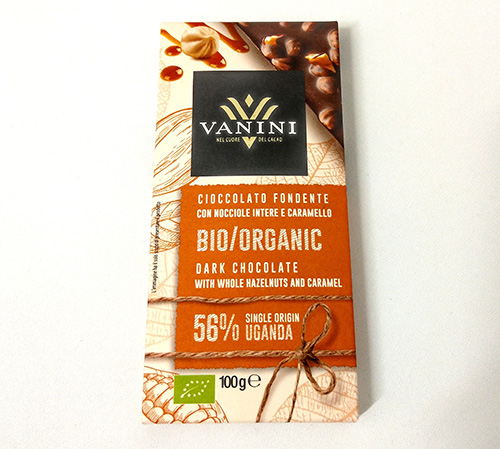 VANINI
NEL CUORE DEL CACAO
CIOCCOLATO FONDENTE
CON NOCCIOLE INTERE E CARAMELLO
BIO/ORGANIC
DARK CHOCOLATE
WITH WHOLE HAZELNUTS AND CARAMEL
56% SINGLE ORIGIN
UGANDA
100g℮